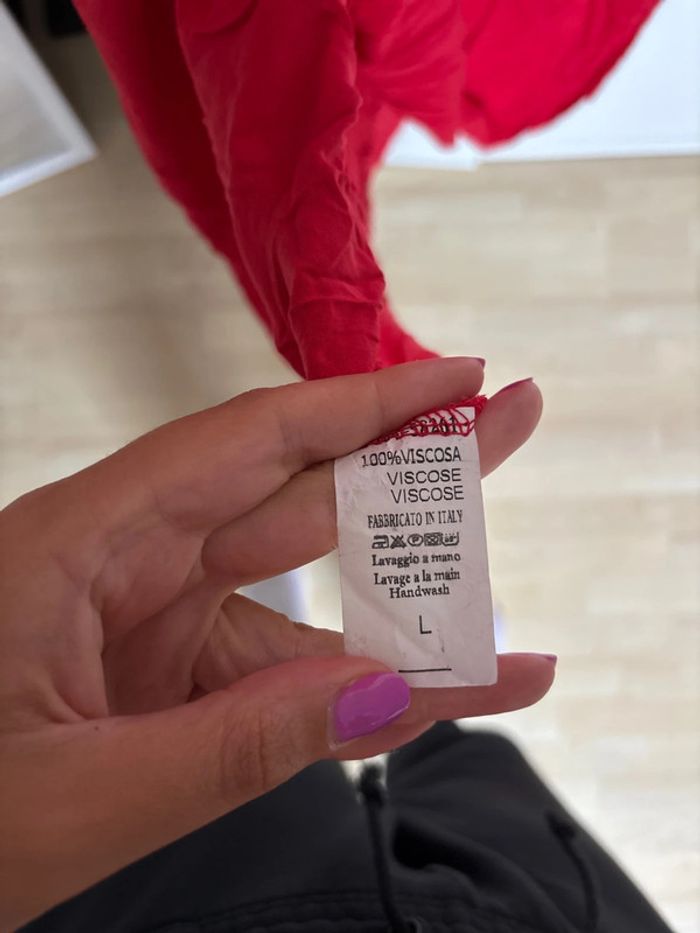 100%VISCOSA
VISCOSE
VISCOSE
FABBRICATO IN ITALY
Lavaggio a mano
Lavage a la main
Handwash
L